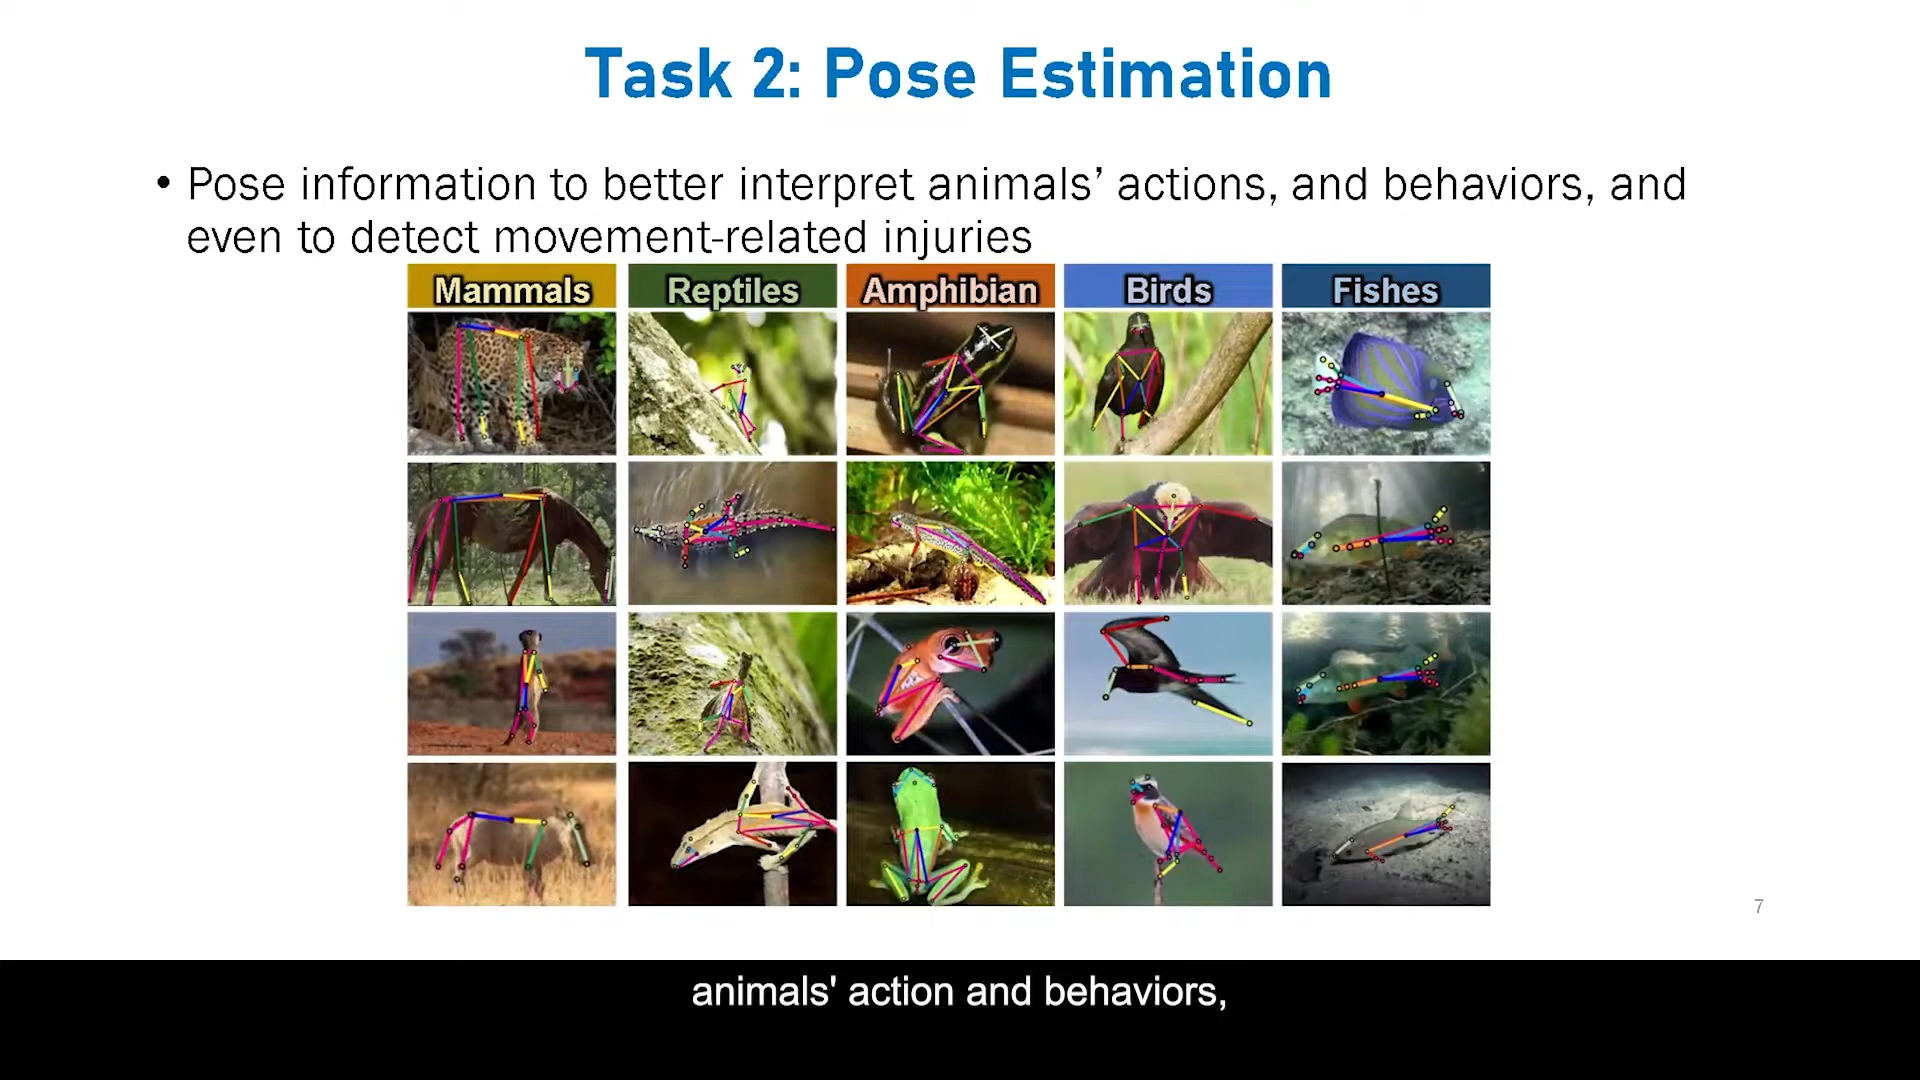 Task 2: Pose Estimation
• Pose information to better interpret animals’ actions, and behaviors, and
even to detect movement-related injuries
Mammals Reptiles Amphibian Birds Fishes
7
animals' action and behaviors,